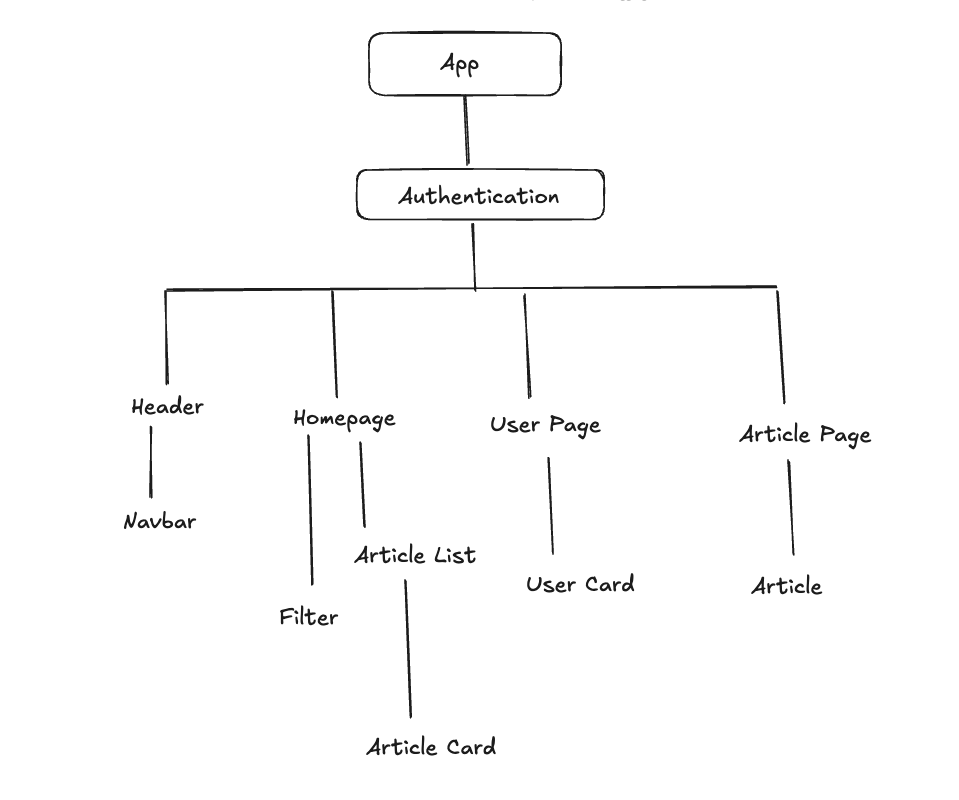 App
Authentication
Header
Homepage
User Page
Article Page
Navbar
Article List
User Card
Article
Filter
Article Card